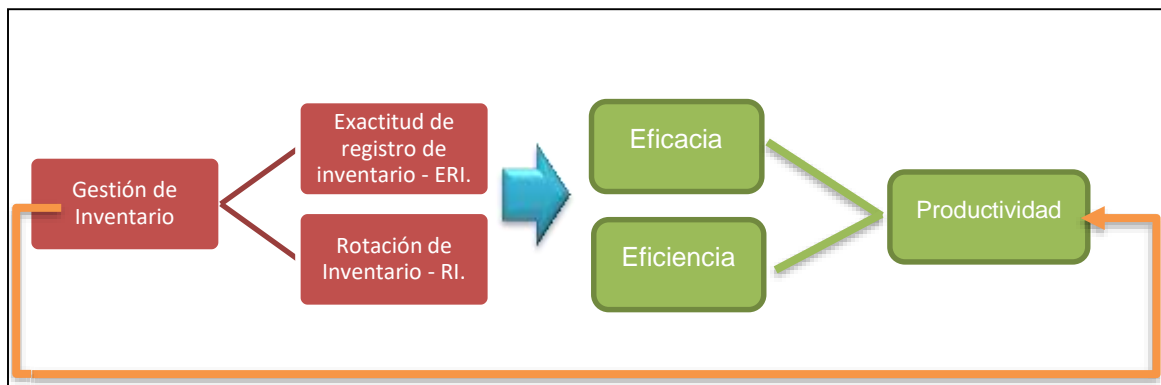 Gestión de
Inventario
Exactitud de
registro de
inventario - ERI.
Rotación de
Inventario - RI.
Eficacia
Eficiencia
Productividad